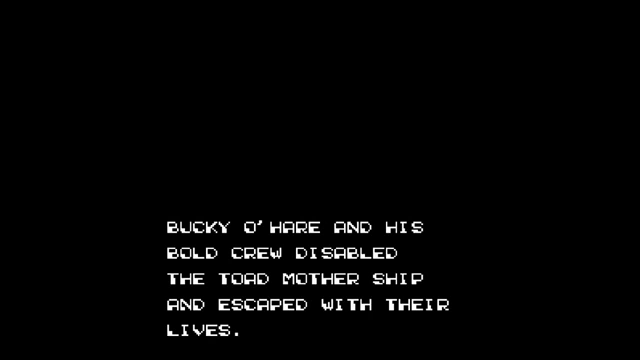 BUCKY O'HARE AND HIS
BOLD CREW DISABLED
THE TOAD MOTHER SHIP
AND ESCAPED WITH THEIR
LIVES.